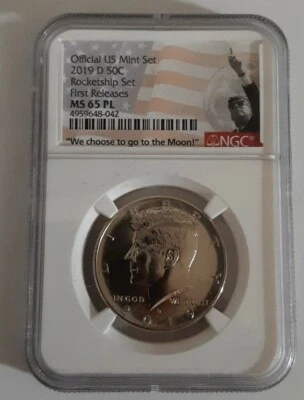 Official US Mint Set
2019 D 50C
Rocketship Set
First Releases
MS 65 PL
4959648-042
NGC
"We choose to go to the Moon!"
LIBERTY
IN GOD WE TRUST
D
2019